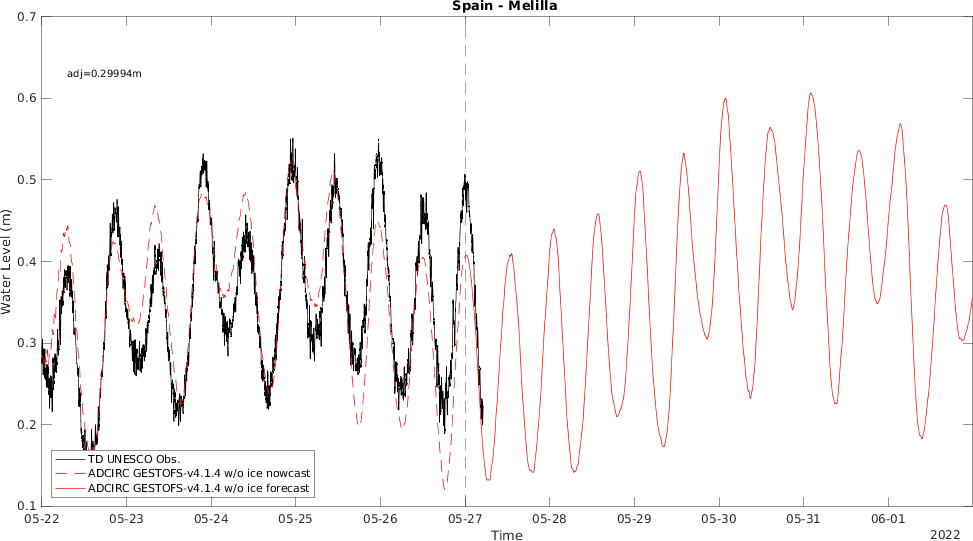 Spain - Melilla
0.7
adj=0.29994m
0.6
0.5
0.4
0.3
0.2
0.1
Water Level (m)
TD UNESCO Obs.
ADCIRC GESTOFS-v4.1.4 w/o ice nowcast
ADCIRC GESTOFS-v4.1.4 w/o ice forecast
05-22 05-23 05-24 05-25 05-26 05-27 05-28 05-29 05-30 05-31 06-01
Time
2022